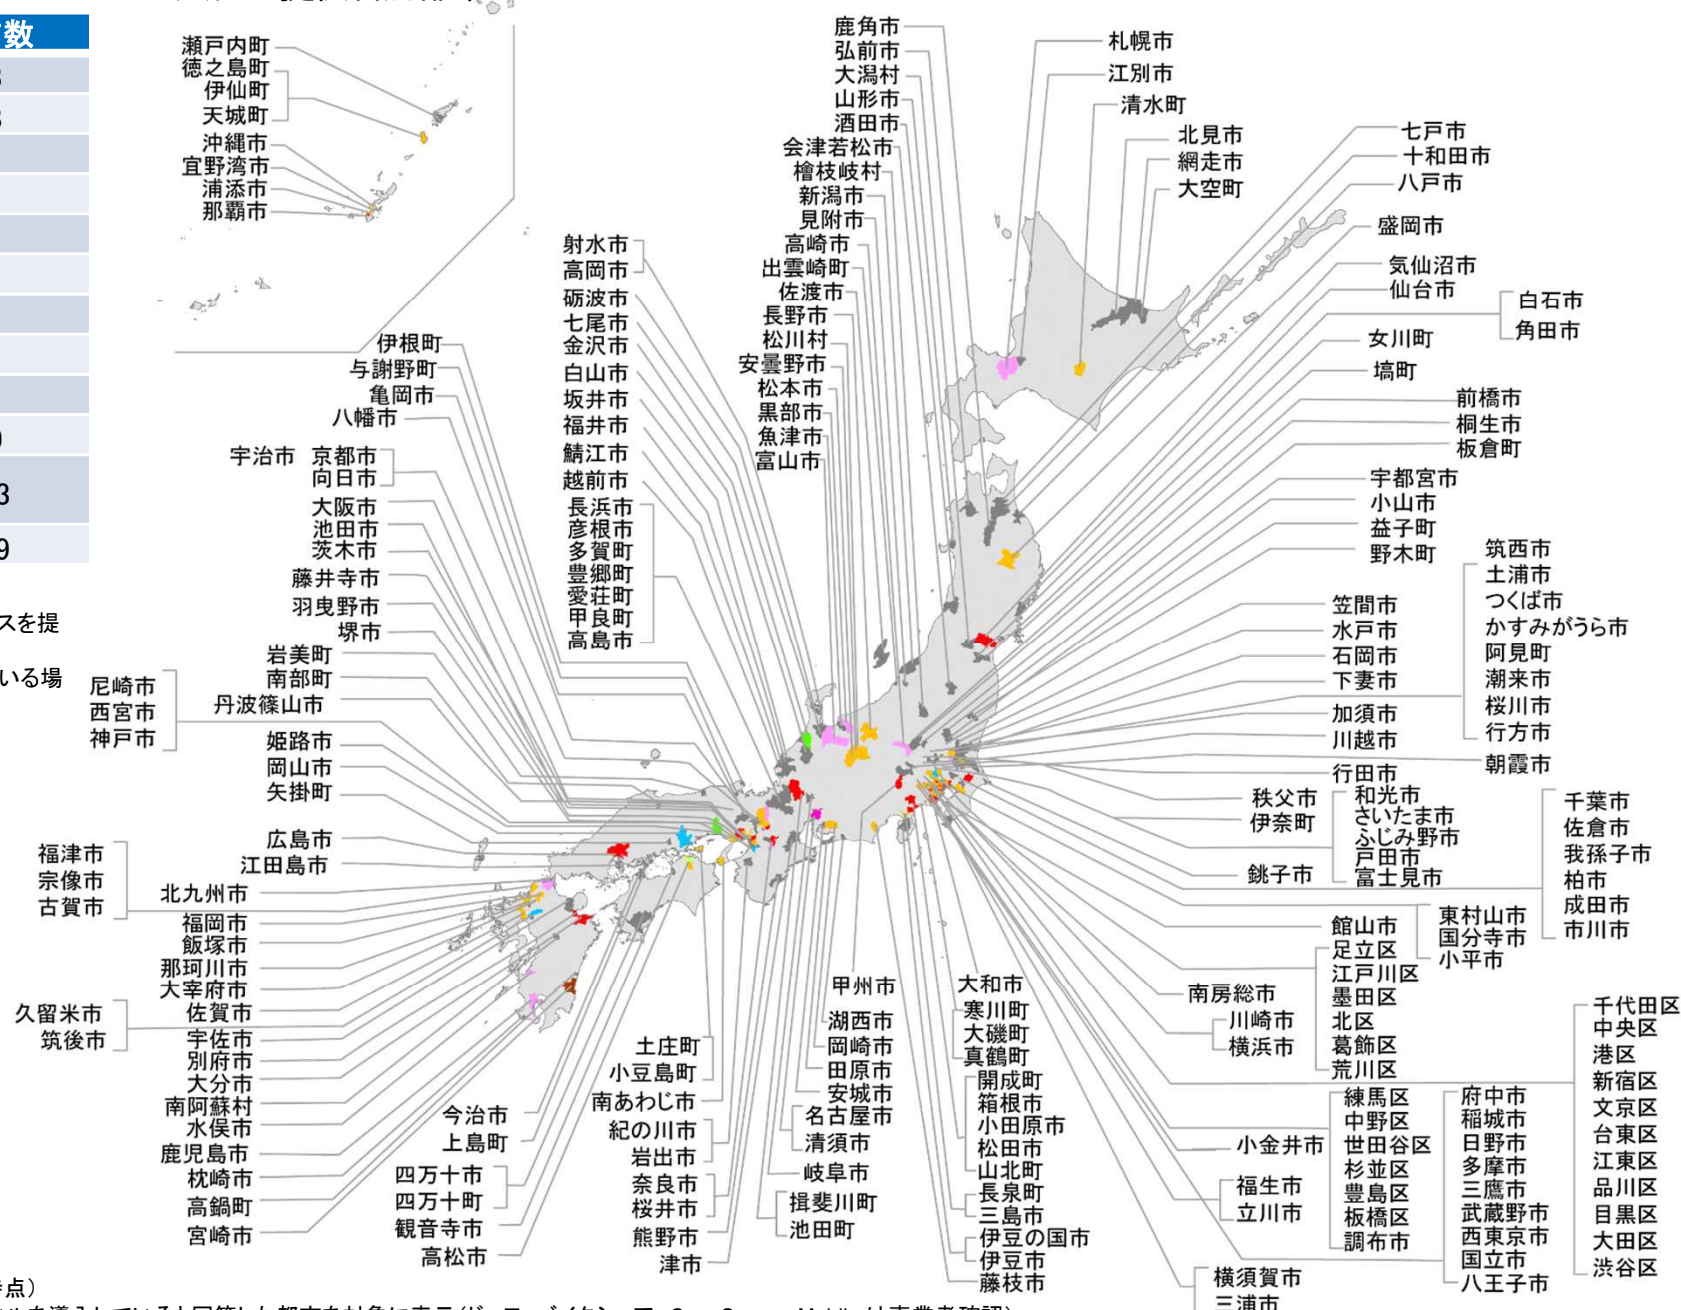 数
3
3
0
3
9
スを提
いる場
瀬戸内町
徳之島町
伊仙町
天城町
沖縄市
宜野湾市
浦添市
那覇市
射水市
高岡市
砺波市
七尾市
金沢市
白山市
坂井市
福井市
鯖江市
越前市
長浜市
彦根市
多賀町
豊郷町
愛荘町
甲良町
高島市
鹿角市
弘前市
大潟村
山形市
酒田市
会津若松市
檜枝岐村
新潟市
見附市
高崎市
出雲崎町
佐渡市
長野市
松川村
安曇野市
松本市
黒部市
魚津市
富山市
札幌市
江別市
清水町
北見市
網走市
大空町
七戸市
十和田市
八戸市
盛岡市
気仙沼市
仙台市
白石市
角田市
女川町
塙町
前橋市
桐生市
板倉町
宇都宮市
小山市
益子町
野木町
筑西市
土浦市
つくば市
かすみがうら市
阿見町
潮来市
桜川市
行方市
笠間市
水戸市
石岡市
下妻市
加須市
川越市
朝霞市
行田市
秩父市
伊奈町
和光市
さいたま市
ふじみ野市
戸田市
富士見市
銚子市
千葉市
佐倉市
我孫子市
柏市
成田市
市川市
館山市
東村山市
国分寺市
小平市
足立区
江戸川区
墨田区
北区
葛飾区
荒川区
南房総市
川崎市
横浜市
千代田区
中央区
港区
新宿区
文京区
台東区
江東区
品川区
目黒区
大田区
渋谷区
練馬区
中野区
世田谷区
杉並区
豊島区
板橋区
調布市
小金井市
府中市
稲城市
日野市
多摩市
三鷹市
武蔵野市
西東京市
国立市
八王子市
福生市
立川市
横須賀市
三浦市
伊根町
与謝野町
亀岡市
八幡市
宇治市 京都市
向日市
大阪市
池田市
茨木市
藤井寺市
羽曳野市
堺市
岩美町
南部町
丹波篠山市
尼崎市
西宮市
神戸市
姫路市
岡山市
矢掛町
広島市
江田島市
福津市
宗像市
古賀市
北九州市
福岡市
飯塚市
那珂川市
大宰府市
佐賀市
久留米市
筑後市
宇佐市
別府市
大分市
南阿蘇村
水俣市
鹿児島市
枕崎市
高鍋町
宮崎市
今治市
上島町
四万十市
四万十町
観音寺市
高松市
土庄町
小豆島町
南あわじ市
紀の川市
岩出市
奈良市
桜井市
熊野市
津市
甲州市
湖西市
岡崎市
田原市
安城市
名古屋市
清須市
岐阜市
揖斐川町
池田町
大和市
寒川町
大磯町
真鶴町
開成町
箱根市
小田原市
松田市
山北町
長泉町
三島市
伊豆の国市
伊豆市
藤枝市
点）